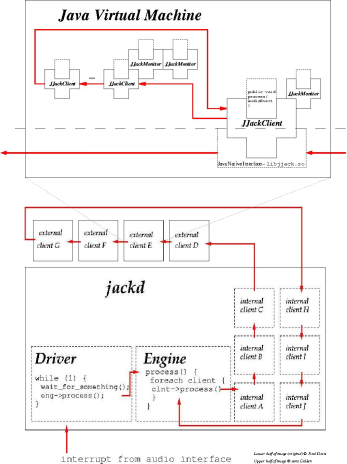 Java Virtual Machine
JJackMonitor JJackMonitor
JJackClient
JJackClient
JJackMonitor
public void
process(
JJackClient
JavaNativeInterface - libjjack.so
external client G
external client F
external client E
external client D
jackd
internal client C
internal client H
internal client B
internal client I
internal client A
internal client J
Driver
while (1) {
wait_for_something();
eng->process();
}
Engine
process() {
foreach client {
clnt->process()
}
}
interrupt from audio interface
Lower half of image (original) © Paul Davis
Upper half of image ©